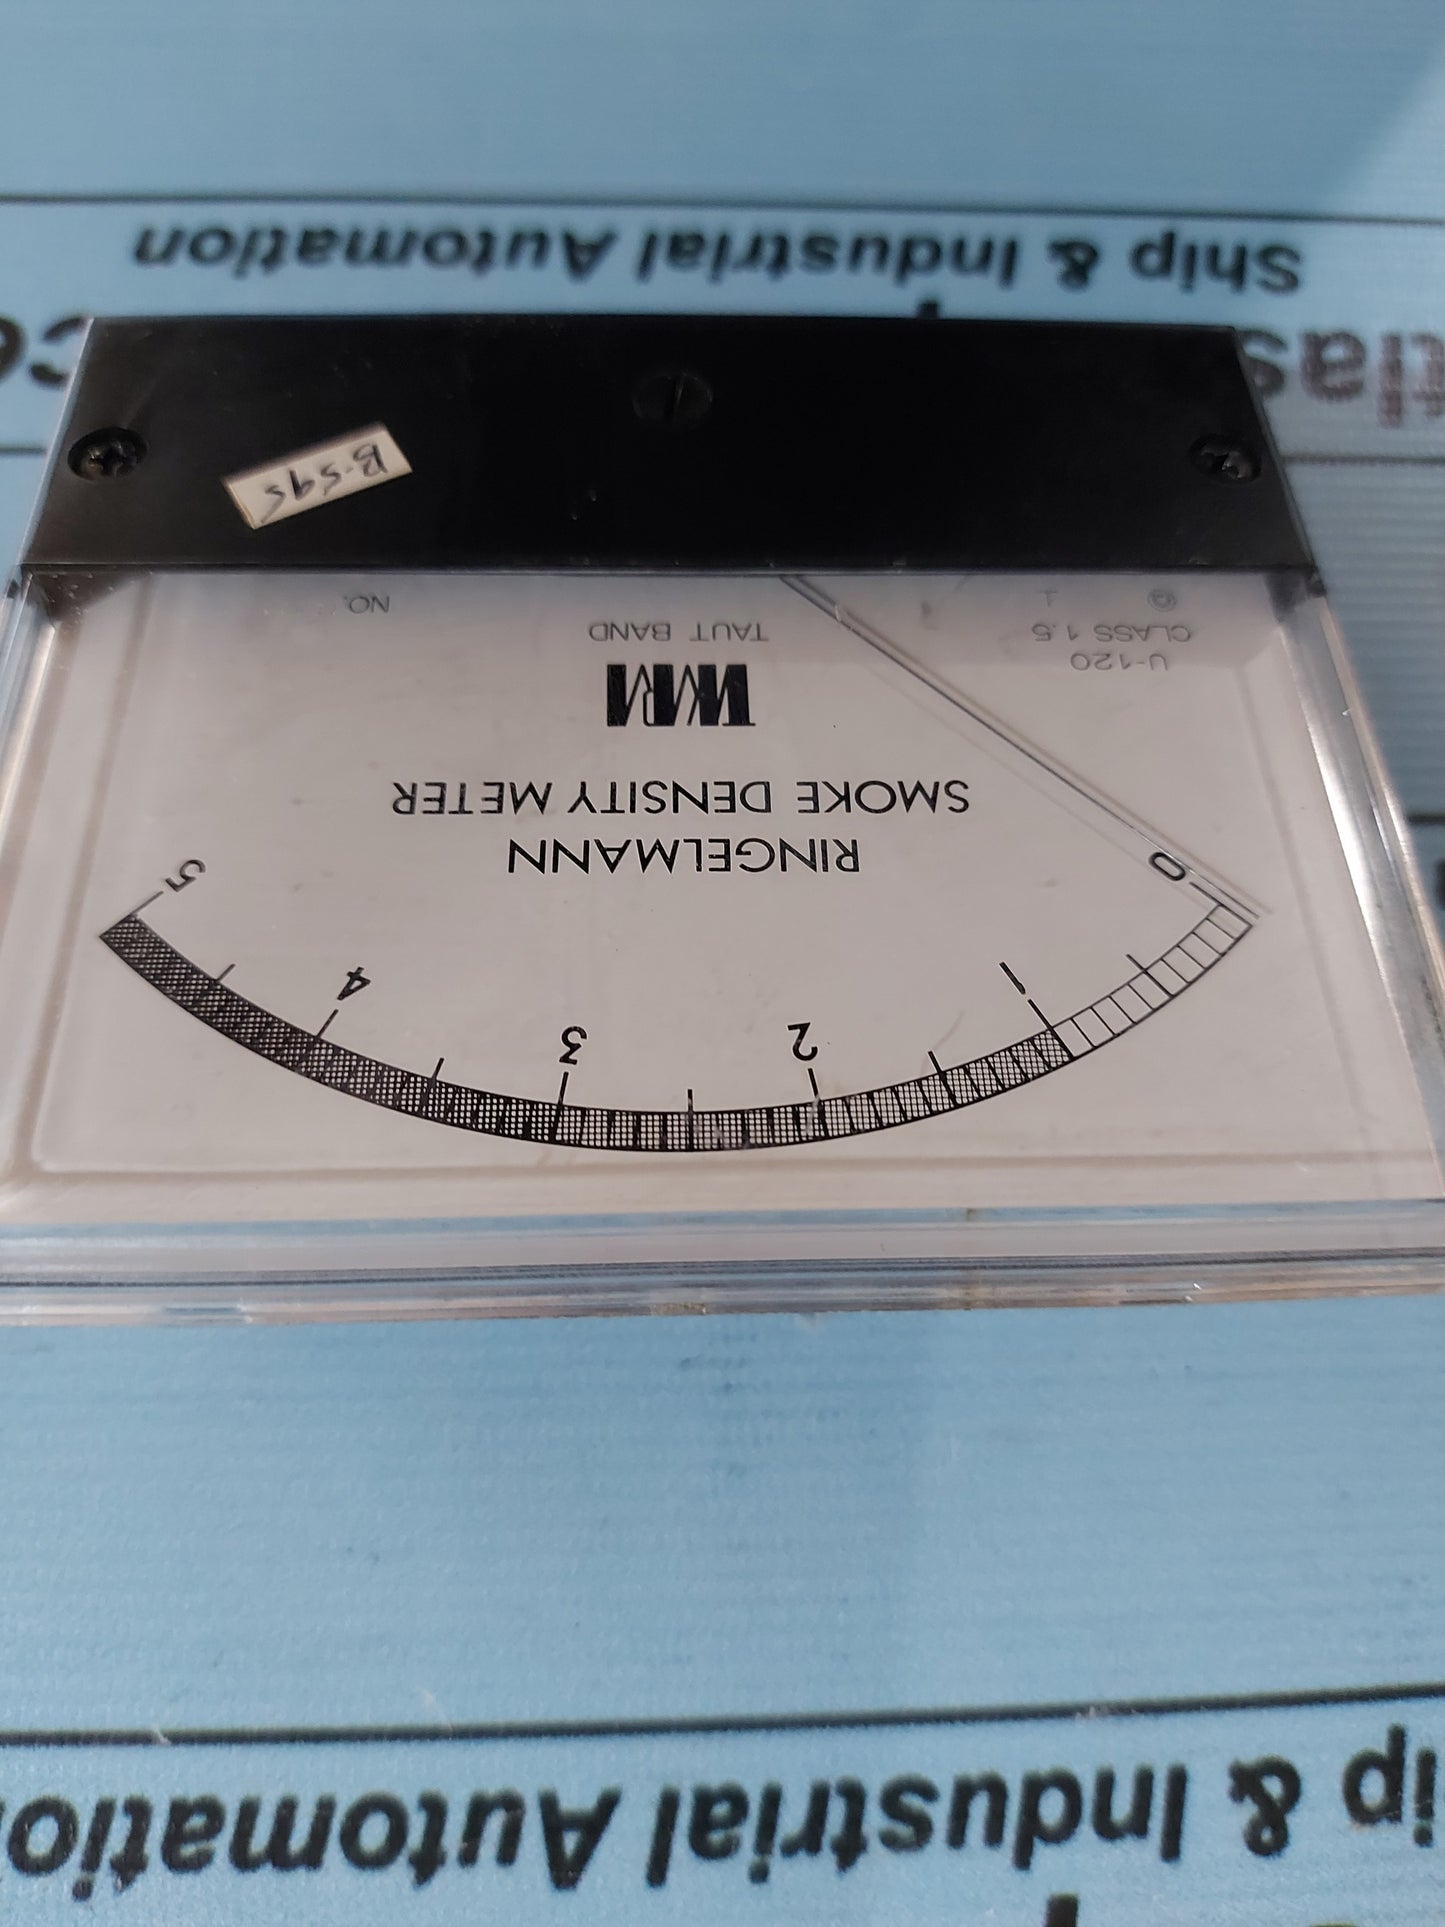 ip & Industrial Automation
RINGELMANN
SMOKE DENSITY METER
0
1
2
3
4
5
TAUT BAND
U-120
CLASS 1.5
NO.
B-595
Ship & Industrial Automation